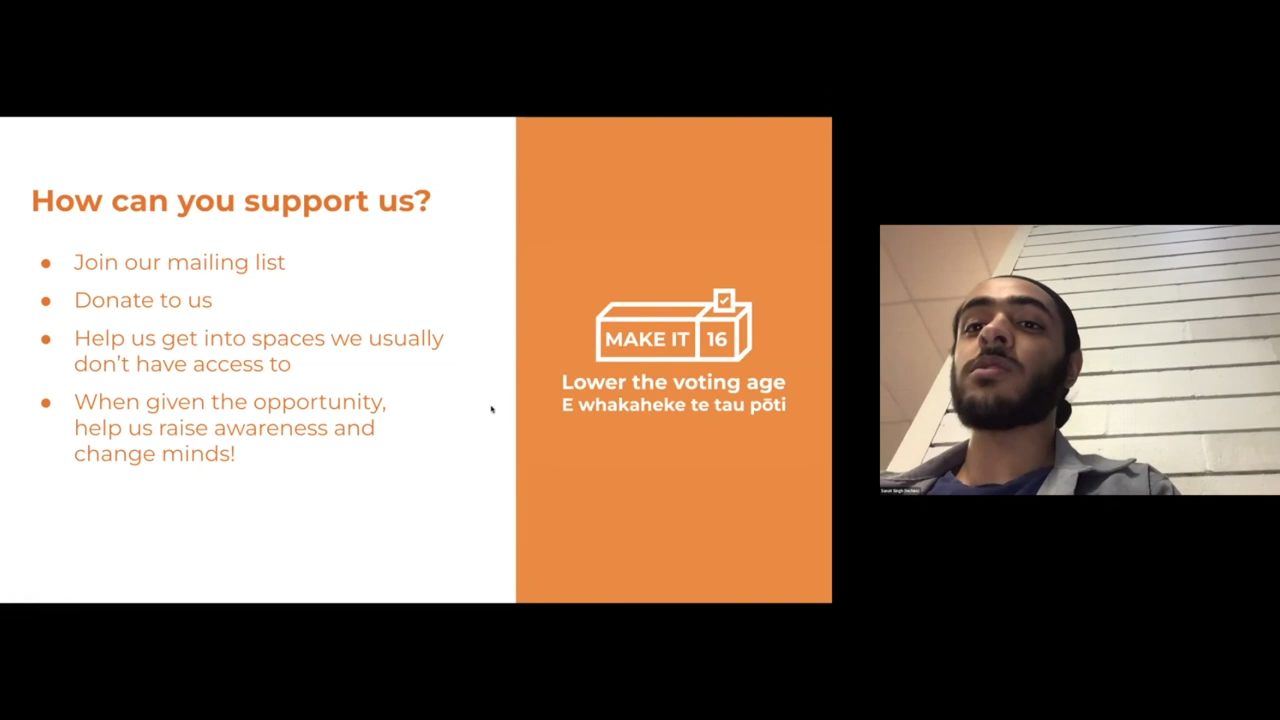 How can you support us?
● Join our mailing list
● Donate to us
● Help us get into spaces we usually
don't have access to
● When given the opportunity,
help us raise awareness and
change minds!
MAKE IT 16
Lower the voting age
E whakaheke te tau pōti